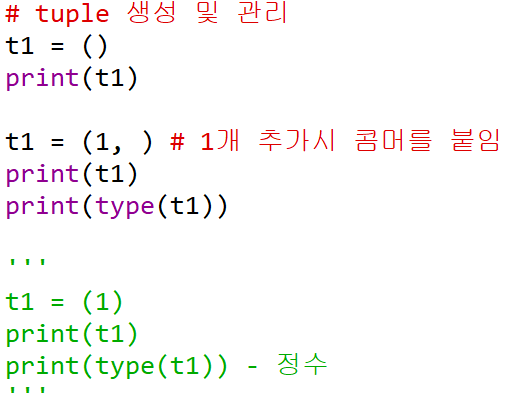 # tuple 생성 및 관리
t1 = ()
print(t1)
t1 = (1, ) # 1개 추가시 콤머를 붙임
print(t1)
print(type(t1))
'''
t1 = (1)
print(t1)
print(type(t1)) - 정수
'''